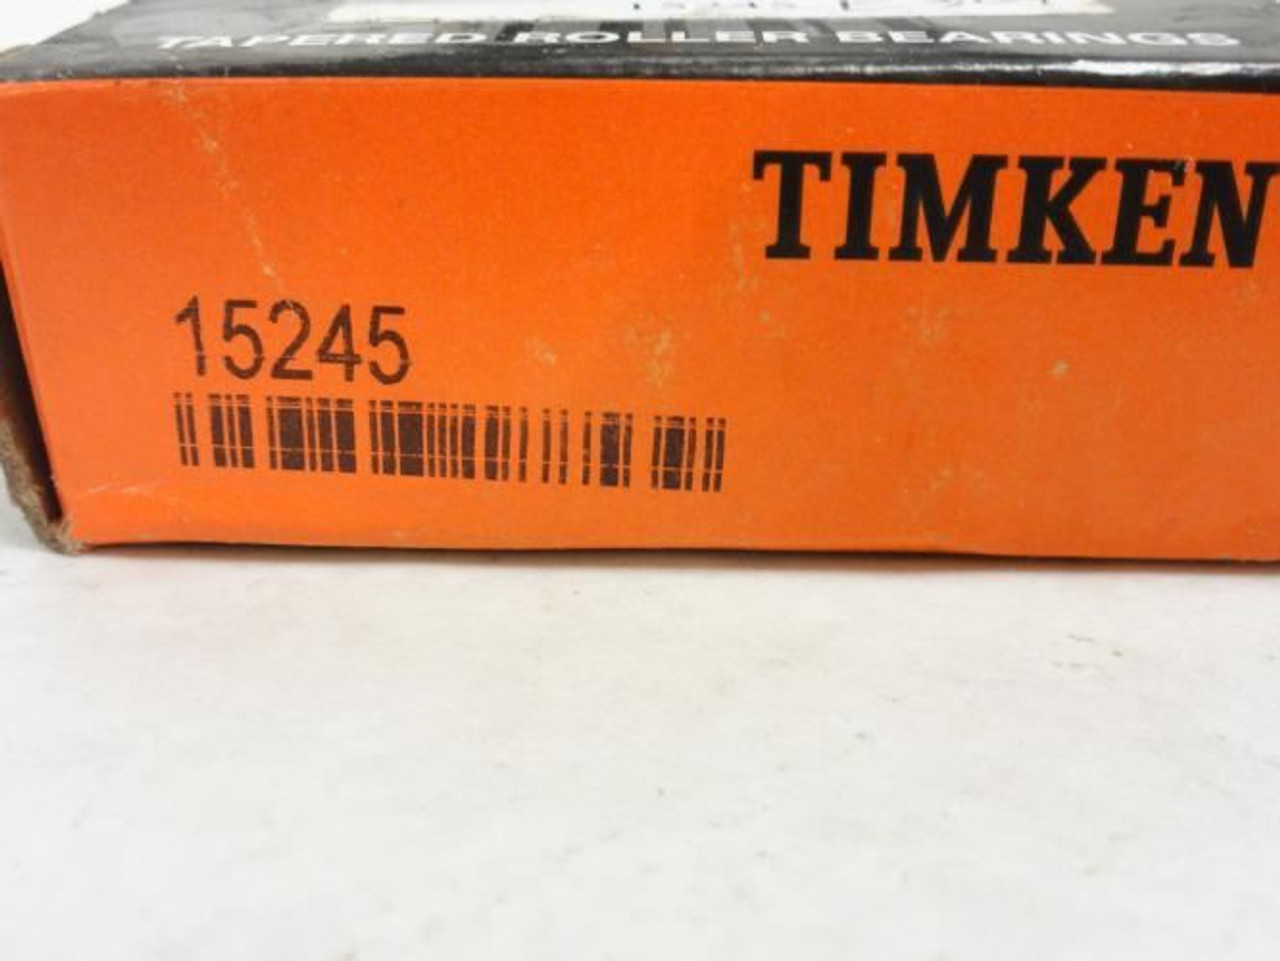 TAPERED ROLLER BEARINGS
TIMKEN
15245